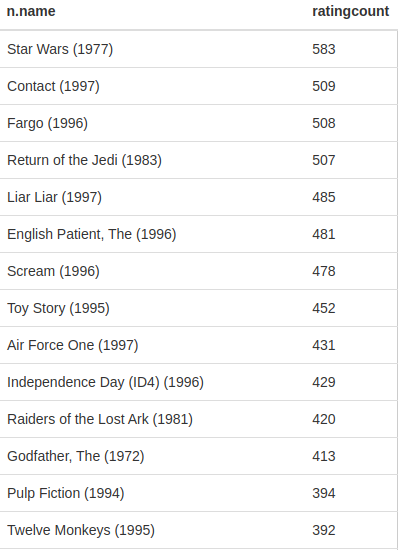 n.name ratingcount
Star Wars (1977) 583
Contact (1997) 509
Fargo (1996) 508
Return of the Jedi (1983) 507
Liar Liar (1997) 485
English Patient, The (1996) 481
Scream (1996) 478
Toy Story (1995) 452
Air Force One (1997) 431
Independence Day (ID4) (1996) 429
Raiders of the Lost Ark (1981) 420
Godfather, The (1972) 413
Pulp Fiction (1994) 394
Twelve Monkeys (1995) 392